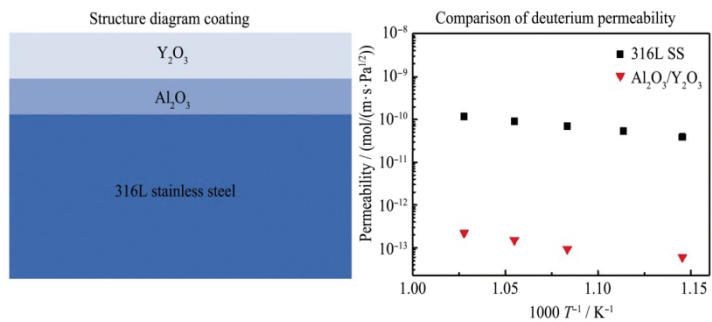 Structure diagram coating
Y₂O₃
Al₂O₃
316L stainless steel
Comparison of deuterium permeability
Permeability / (mol/(m·s·Pa¹/²))
10⁻⁸
10⁻⁹
10⁻¹⁰
10⁻¹¹
10⁻¹²
10⁻¹³
316L SS
Al₂O₃/Y₂O₃
1.00 1.05 1.10 1.15
1000 T⁻¹ / K⁻¹